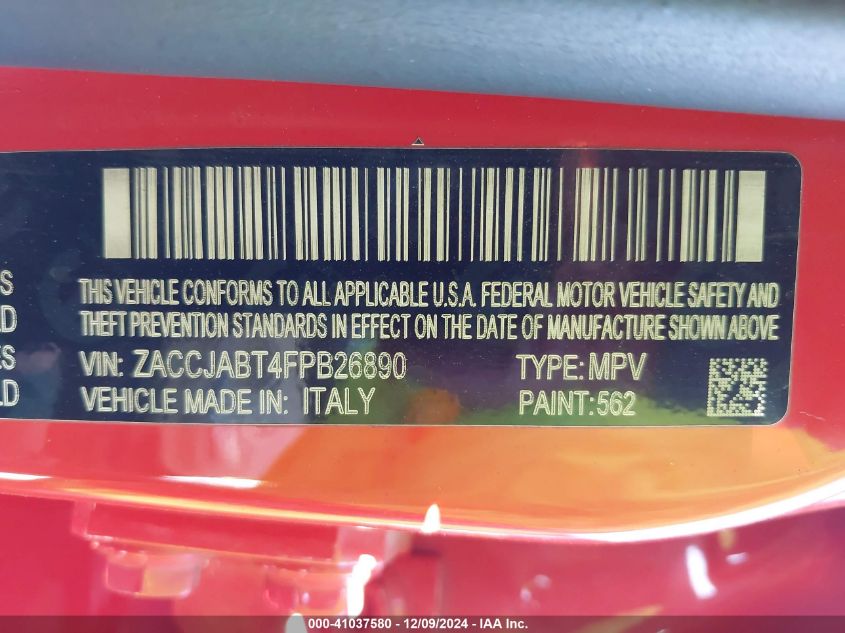 THIS VEHICLE CONFORMS TO ALL APPLICABLE U.S.A. FEDERAL MOTOR VEHICLE SAFETY AND
THEFT PREVENTION STANDARDS IN EFFECT ON THE DATE OF MANUFACTURE SHOWN ABOVE
VIN: ZACCJABT4FPB26890 TYPE: MPV
VEHICLE MADE IN: ITALY PAINT: 562
000-41037580 - 12/09/2024 - IAA Inc.